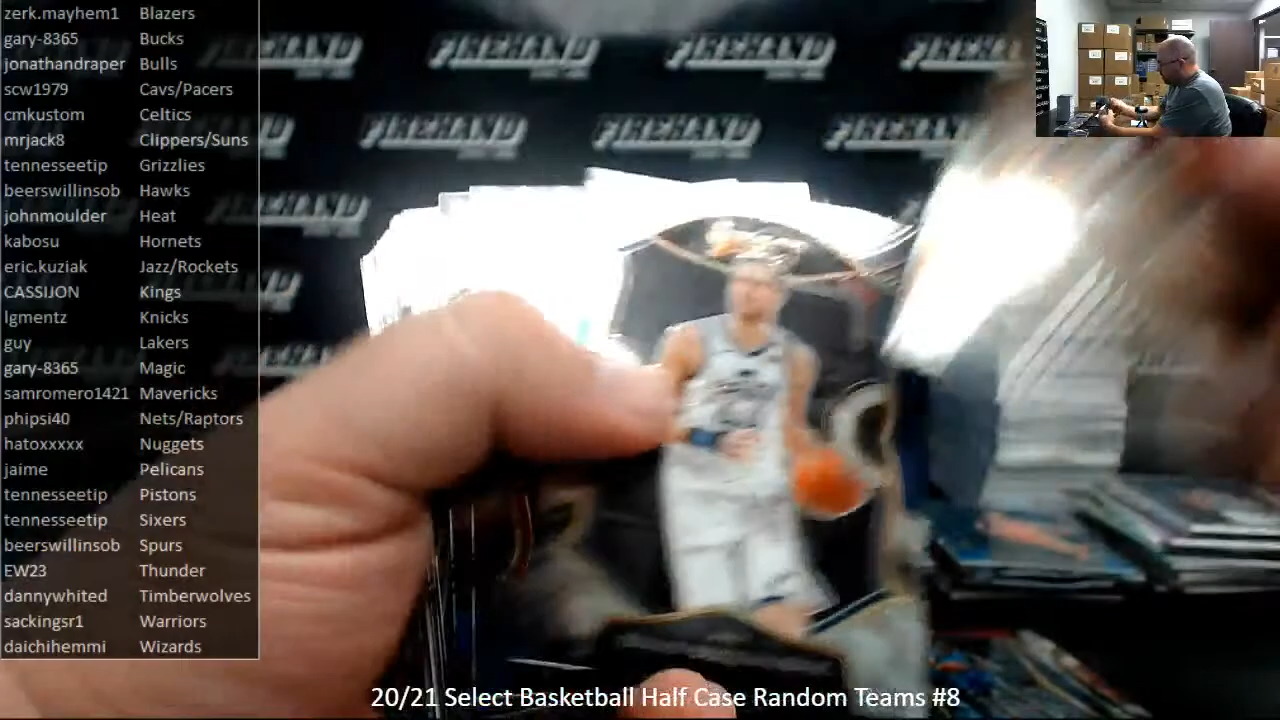 zerk.mayhem1 Blazers
gary-8365 Bucks
jonathandraper Bulls
scw1979 Cavs/Pacers
cmkustom Celtics
mrjack8 Clippers/Suns
tennesseetip Grizzlies
beerswillinsob Hawks
johnmoulder Heat
kabosu Hornets
eric.kuziak Jazz/Rockets
CASSIJON Kings
lgmentz Knicks
guy Lakers
gary-8365 Magic
samromero1421 Mavericks
phipsi40 Nets/Raptors
hatoxxxxx Nuggets
jaime Pelicans
tennesseetip Pistons
tennesseetip Sixers
beerswillinsob Spurs
EW23 Thunder
dannywhited Timberwolves
sackingsr1 Warriors
daichihemmi Wizards
FIREHAND FIREHAND FIREHAND FIREHAND
FIREHAND FIREHAND FIREHAND
FIREHAND
20/21 Select Basketball Half Case Random Teams #8